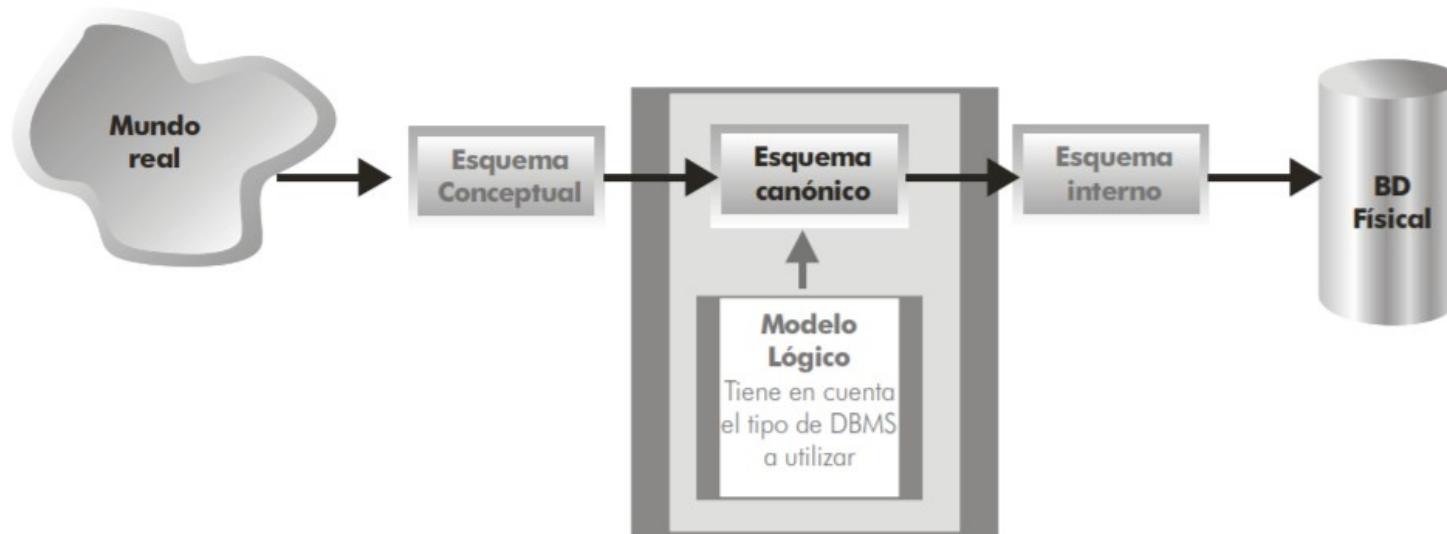 Mundo
real
Esquema
Conceptual
Esquema
canónico
Esquema
interno
BD
Físical
Modelo
Lógico
Tiene en cuenta
el tipo de DBMS
a utilizar